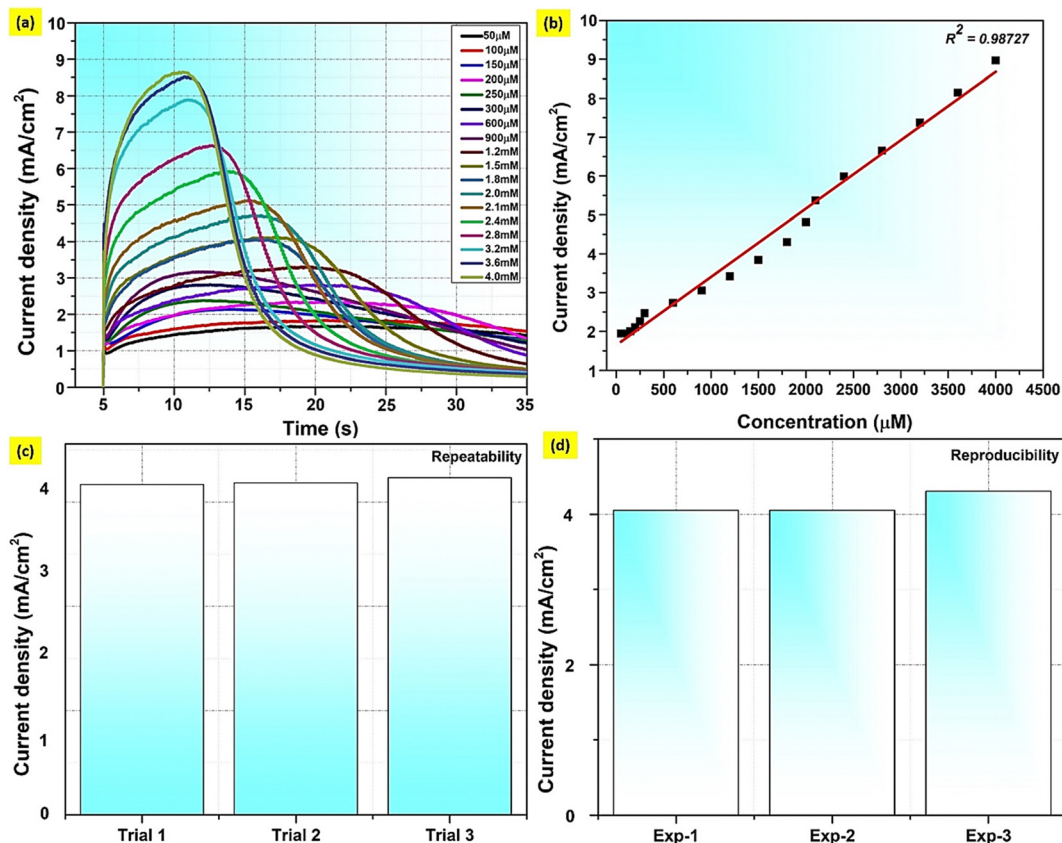 (a)
Current density (mA/cm²)
10
9
8
7
6
5
4
3
2
1
0
0
5
10
15
20
25
30
35
Time (s)
50μM
100μM
150μM
200μM
250μM
300μM
600μM
900μM
1.2mM
1.5mM
1.8mM
2.0mM
2.1mM
2.4mM
2.8mM
3.2mM
3.6mM
4.0mM
(b)
R² = 0.98727
Current density (mA/cm²)
10
9
8
7
6
5
4
3
2
1
0
500
1000
1500
2000
2500
3000
3500
4000
4500
Concentration (μM)
(c)
Repeatability
Current density (mA/cm²)
4
3
2
1
0
Trial 1
Trial 2
Trial 3
(d)
Reproducibility
Current density (mA/cm²)
4
2
0
Exp-1
Exp-2
Exp-3